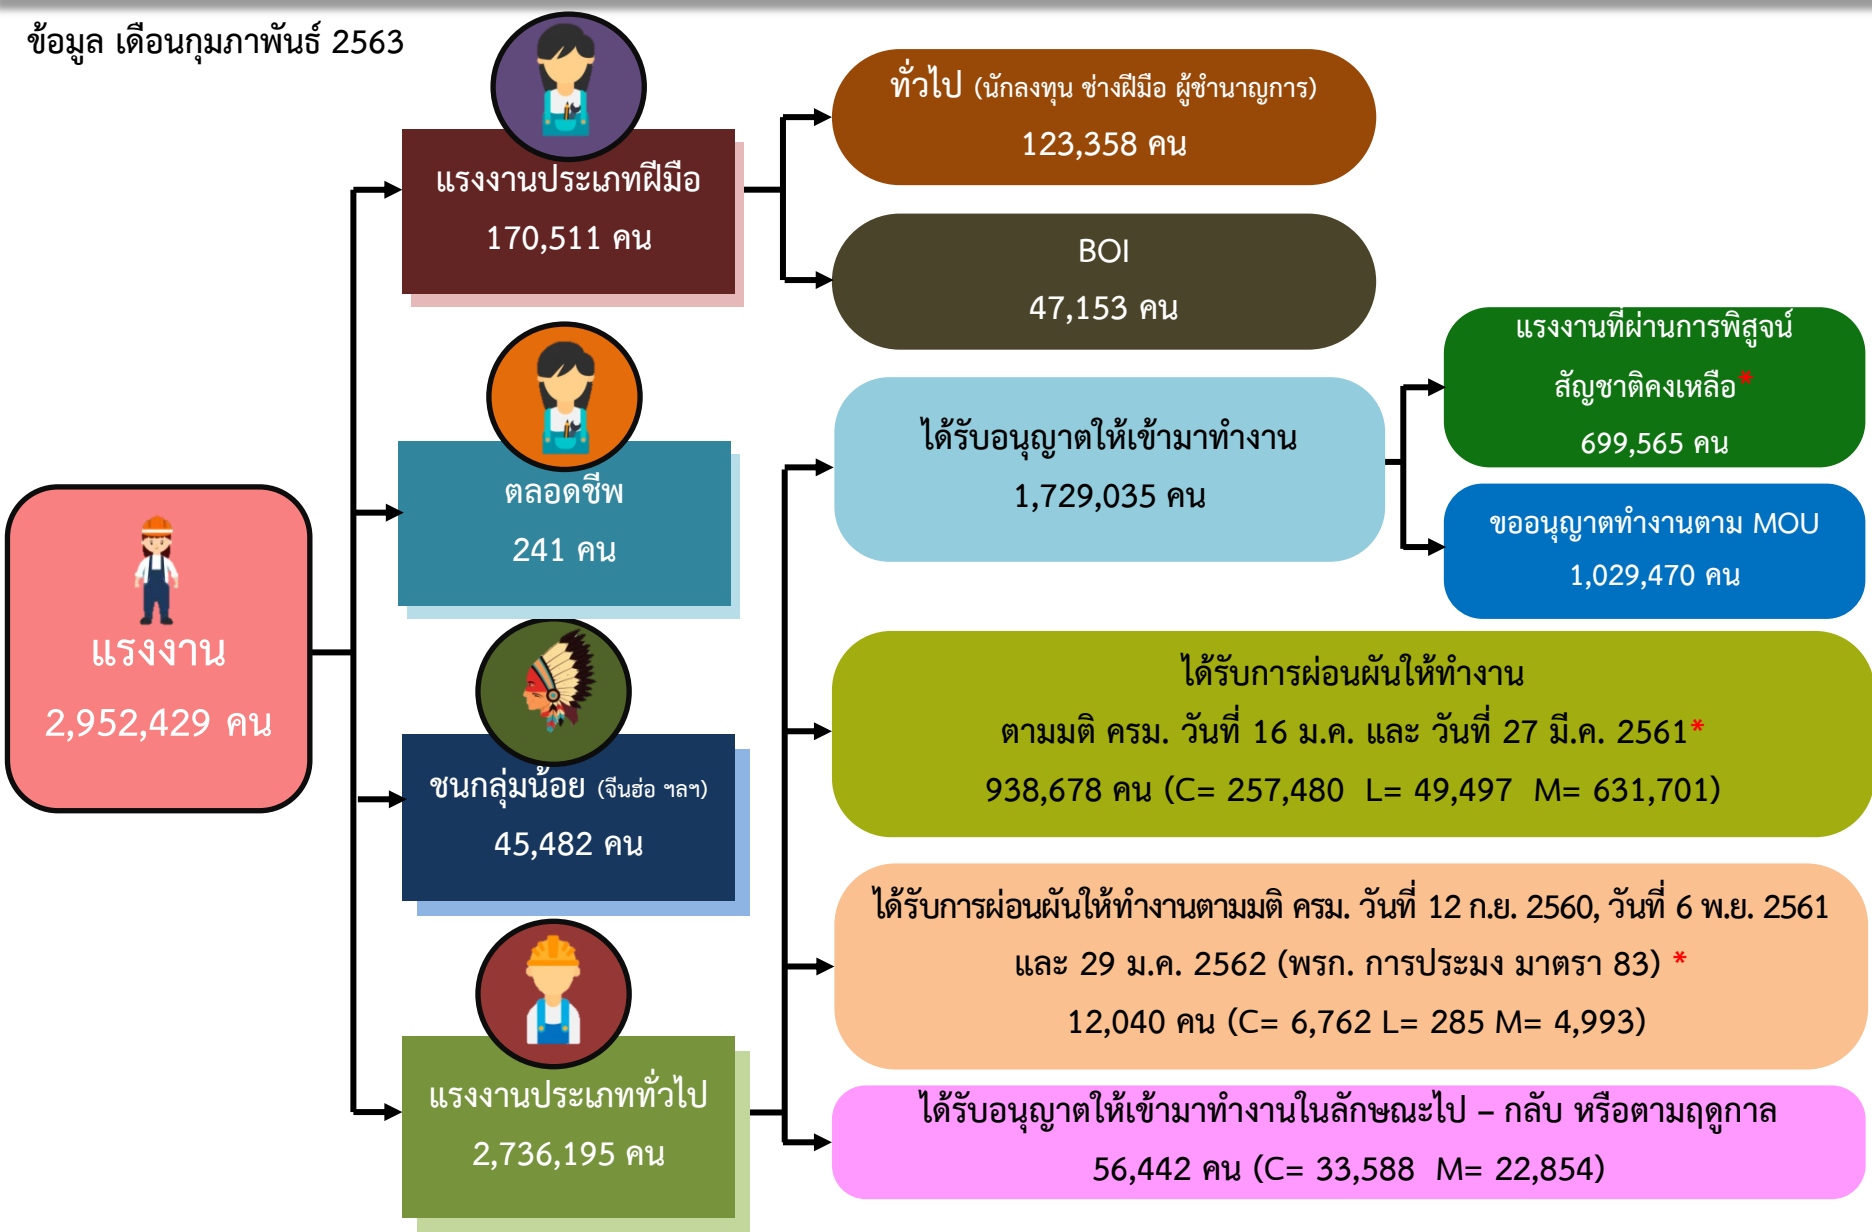 ข้อมูล เดือนกุมภาพันธ์ 2563
แรงงาน
2,952,429 คน
แรงงานประเภทฝีมือ
170,511 คน
ทั่วไป (นักลงทุน ช่างฝีมือ ผู้ชำนาญการ)
123,358 คน
BOI
47,153 คน
ตลอดชีพ
241 คน
ชนกลุ่มน้อย (จีนฮ่อ ฯลฯ)
45,482 คน
แรงงานประเภททั่วไป
2,736,195 คน
ได้รับอนุญาตให้เข้ามาทำงาน
1,729,035 คน
แรงงานที่ผ่านการพิสูจน์
สัญชาติคงเหลือ*
699,565 คน
ขออนุญาตทำงานตาม MOU
1,029,470 คน
ได้รับการผ่อนผันให้ทำงาน
ตามมติ ครม. วันที่ 16 ม.ค. และ วันที่ 27 มี.ค. 2561*
938,678 คน (C= 257,480 L= 49,497 M= 631,701)
ได้รับการผ่อนผันให้ทำงานตามมติ ครม. วันที่ 12 ก.ย. 2560, วันที่ 6 พ.ย. 2561
และ 29 ม.ค. 2562 (พรก. การประมง มาตรา 83) *
12,040 คน (C= 6,762 L= 285 M= 4,993)
ได้รับอนุญาตให้เข้ามาทำงานในลักษณะไป – กลับ หรือตามฤดูกาล
56,442 คน (C= 33,588 M= 22,854)